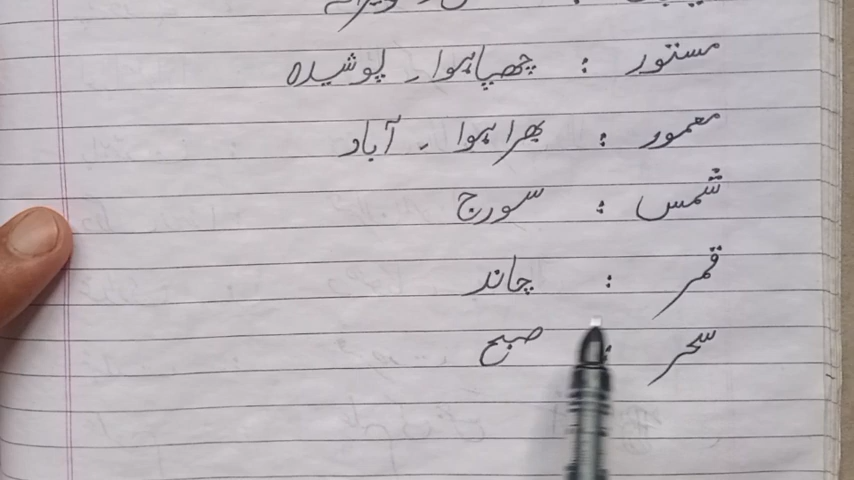 مستور : چھپا ہوا ۔ پوشیدہ
معمور : بھرا ہوا ۔ آباد
شمس : سورج
قمر : چاند
سحر : صبح